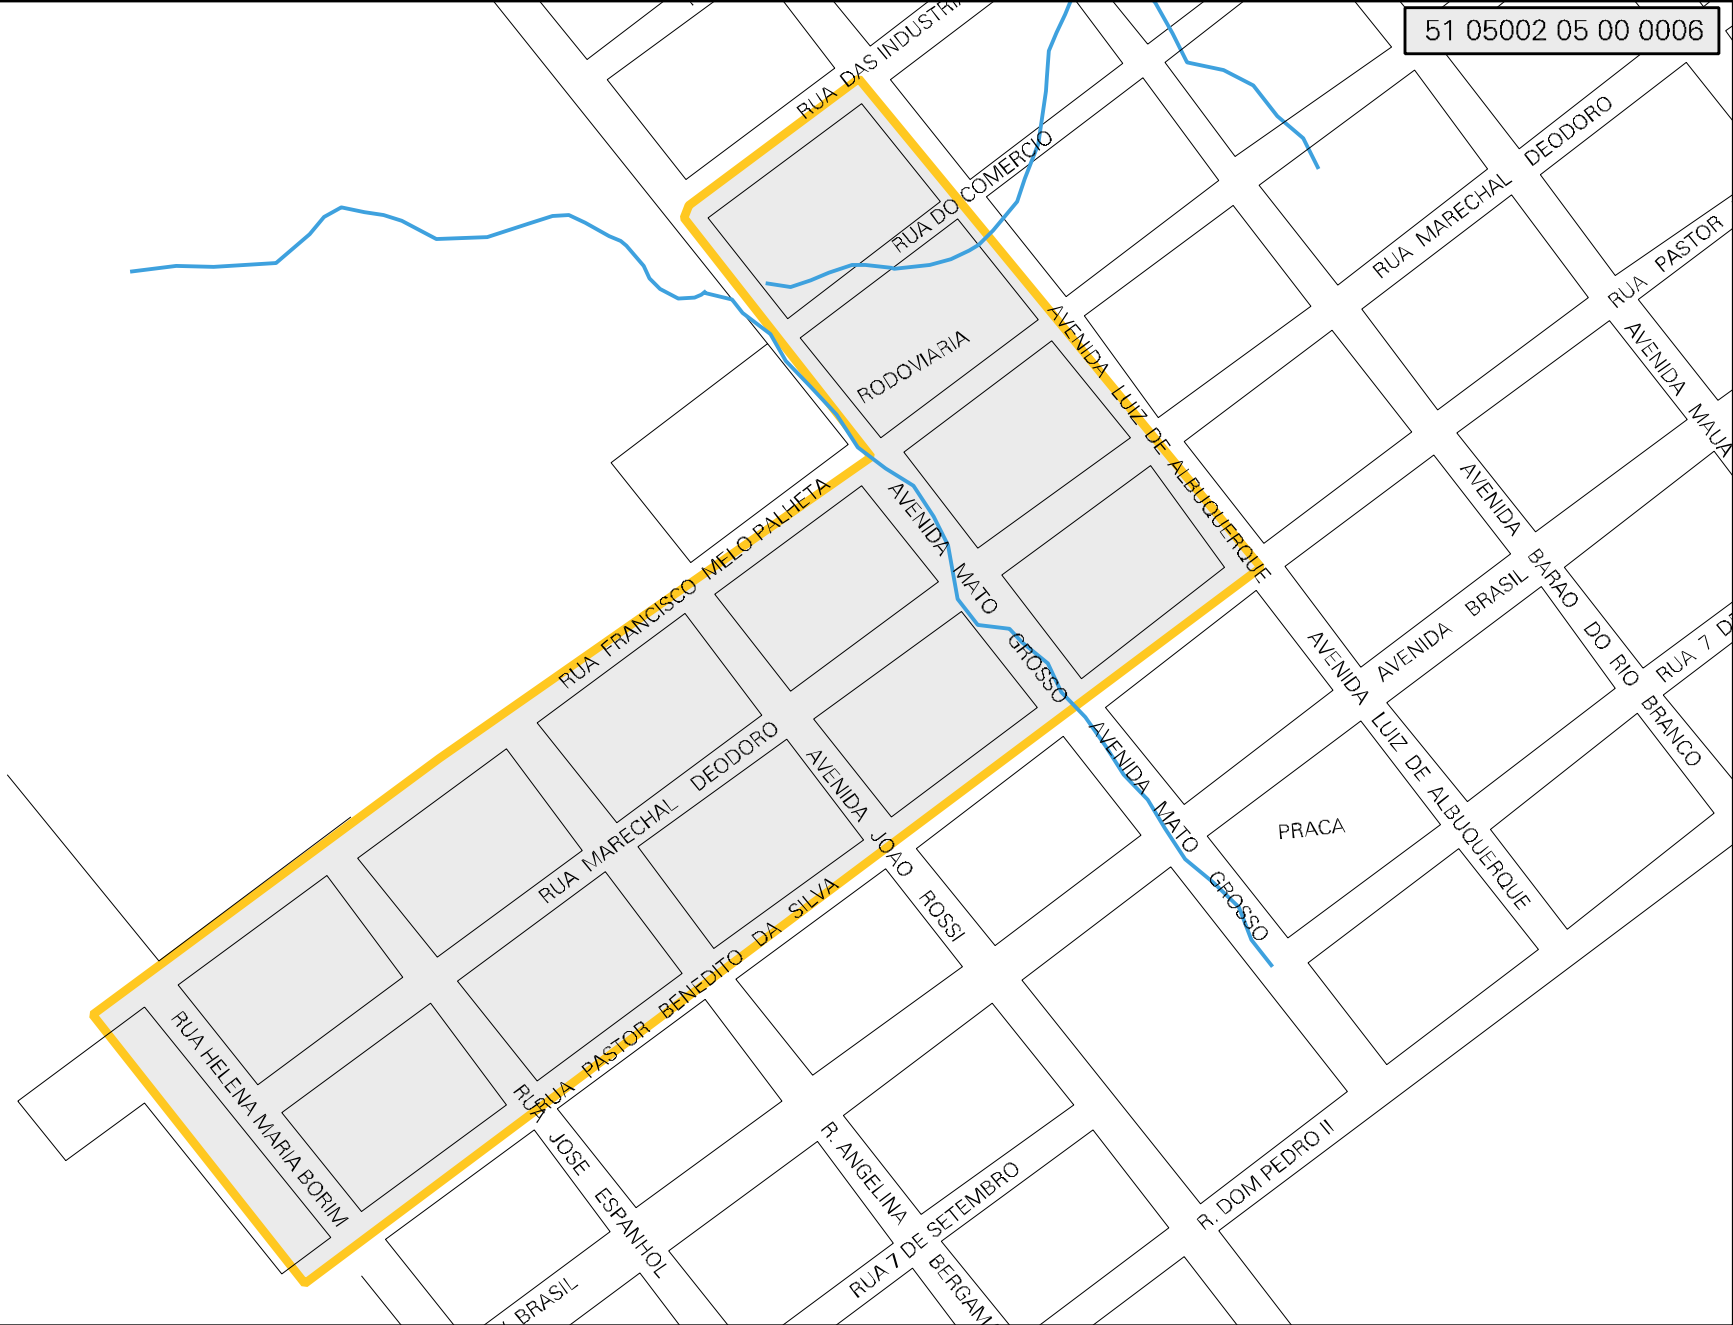 51 05002 05 00 0006
RUA DAS INDUSTRIA
RUA DO COMERCIO
DEODORO
RUA MARECHAL
RUA PASTOR
RODOVIARIA
AVENIDA LUIZ DE ALBUQUERQUE
AVENIDA MAUA
RUA FRANCISCO MELO PALHETA
AVENIDA MATO GROSSO
AVENIDA BARAO DO RIO BRANCO
AVENIDA BRASIL
RUA 7 D
AVENIDA LUIZ DE ALBUQUERQUE
RUA MARECHAL DEODORO
AVENIDA JOAO ROSSI
AVENIDA MATO GROSSO
PRACA
RUA PASTOR BENEDITO DA SILVA
RUA HELENA MARIA BORIM
RUA JOSE ESPANHOL
R. ANGELINA BERGAM
RUA 7 DE SETEMBRO
R. DOM PEDRO II
BRASIL